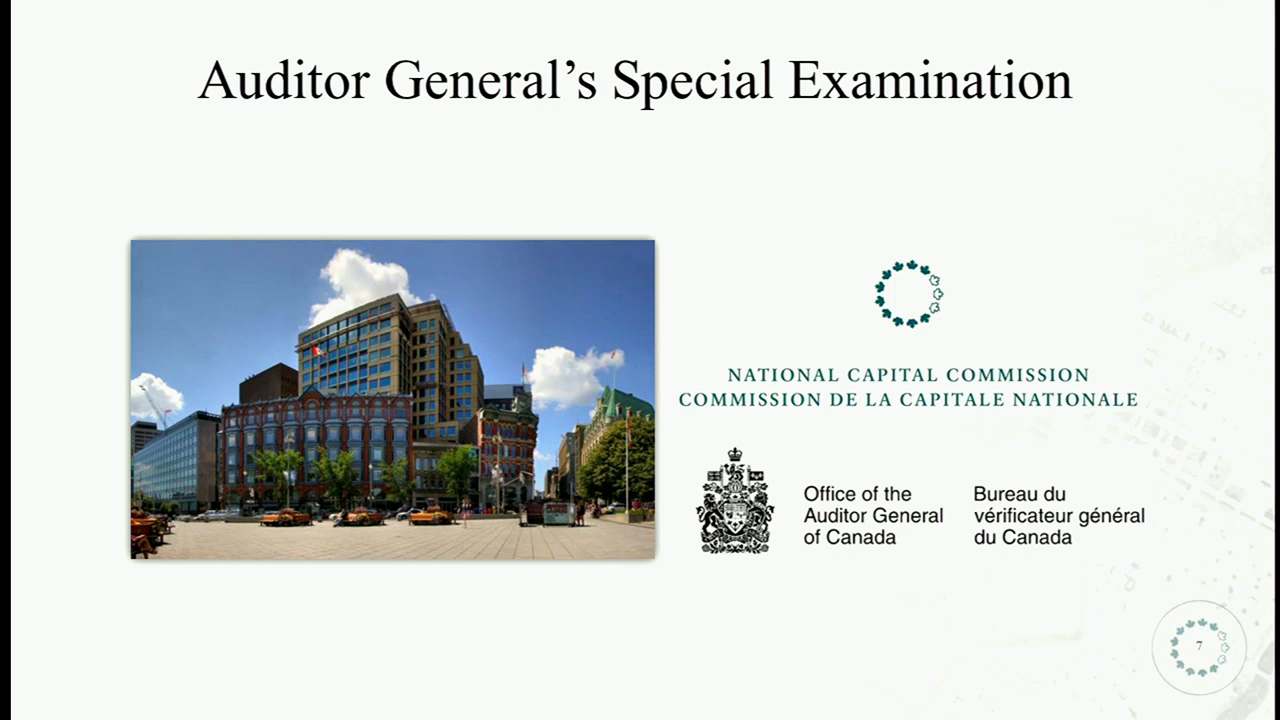 Auditor General’s Special Examination
NATIONAL CAPITAL COMMISSION
COMMISSION DE LA CAPITALE NATIONALE
Office of the
Auditor General
of Canada
Bureau du
vérificateur général
du Canada
7